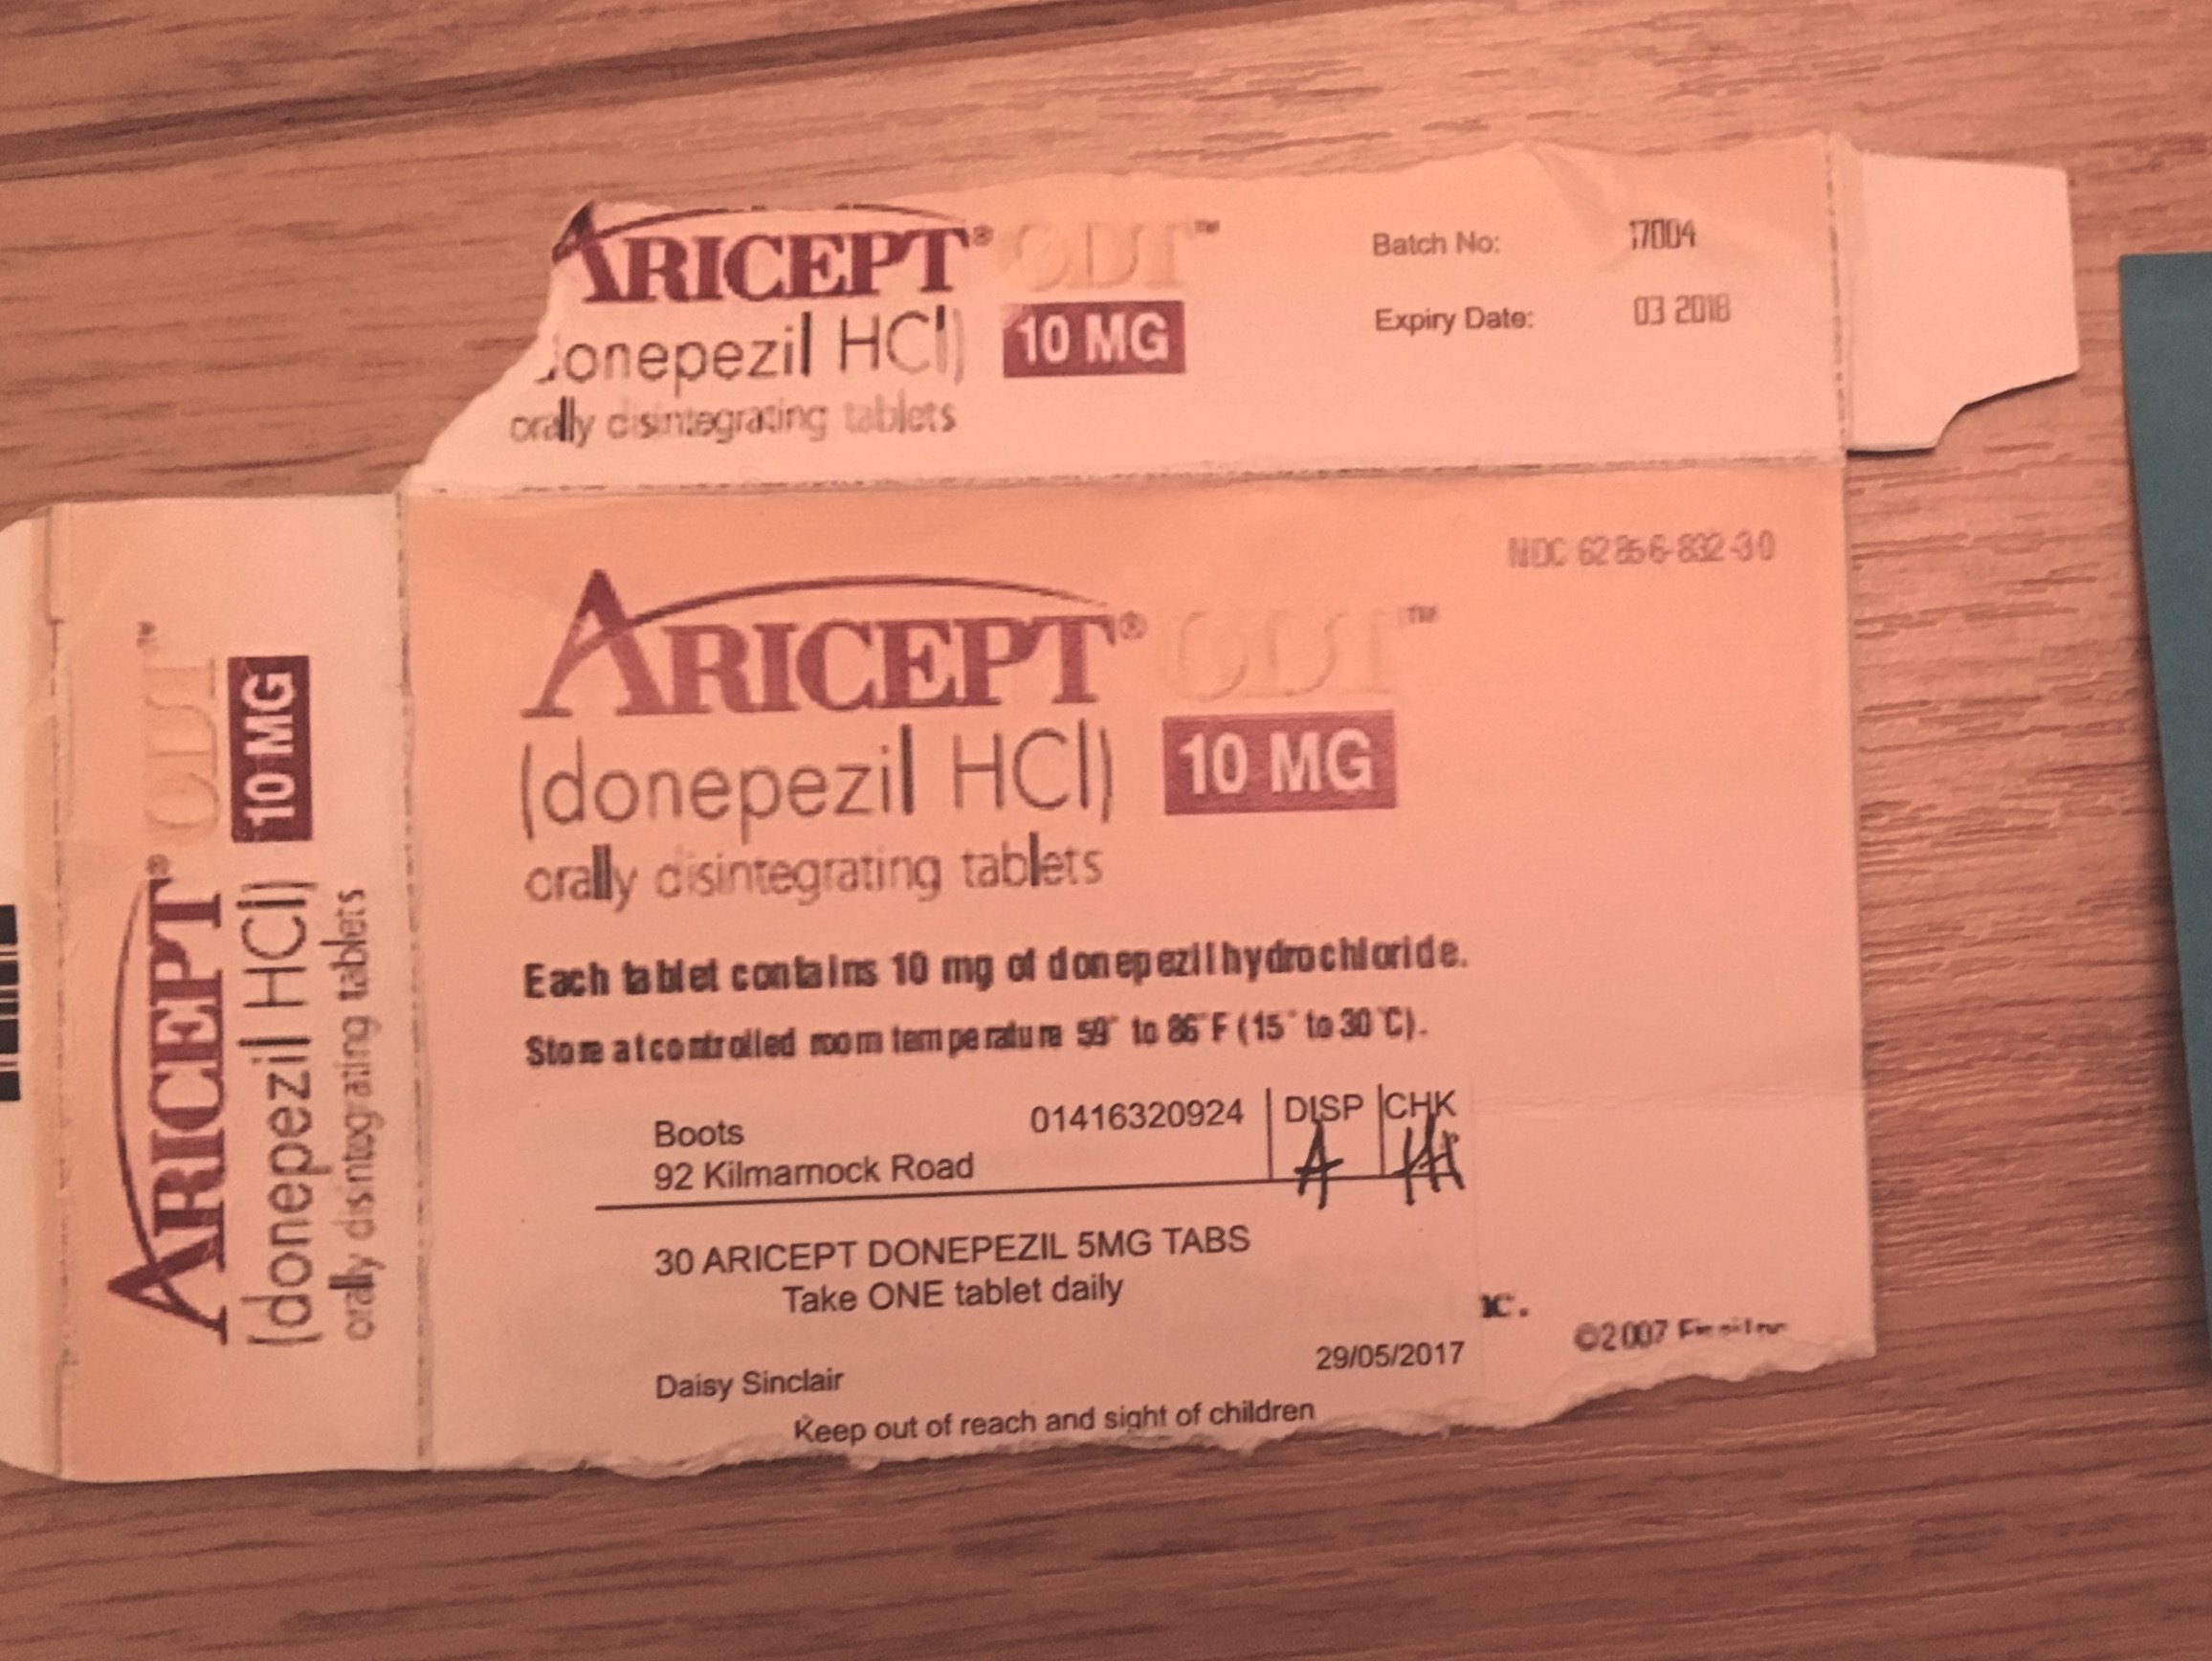 ARICEPT® ODT™
donepezil HCl) 10 MG
orally disintegrating tablets
Batch No: 17004
Expiry Date: 03 2018
ARICEPT® ODT™
(donepezil HCl) 10 MG
orally disintegrating tablets
NDC 62856-832-30
ARICEPT® ODT™
(donepezil HCl) 10 MG
orally disintegrating tablets
Each tablet contains 10 mg of donepezil hydrochloride.
Store at controlled room temperature 59° to 86°F (15° to 30°C).
Boots 01416320924 DISP CHK
92 Kilmarnock Road A
30 ARICEPT DONEPEZIL 5MG TABS
Take ONE tablet daily
Daisy Sinclair 29/05/2017
Keep out of reach and sight of children
©2007